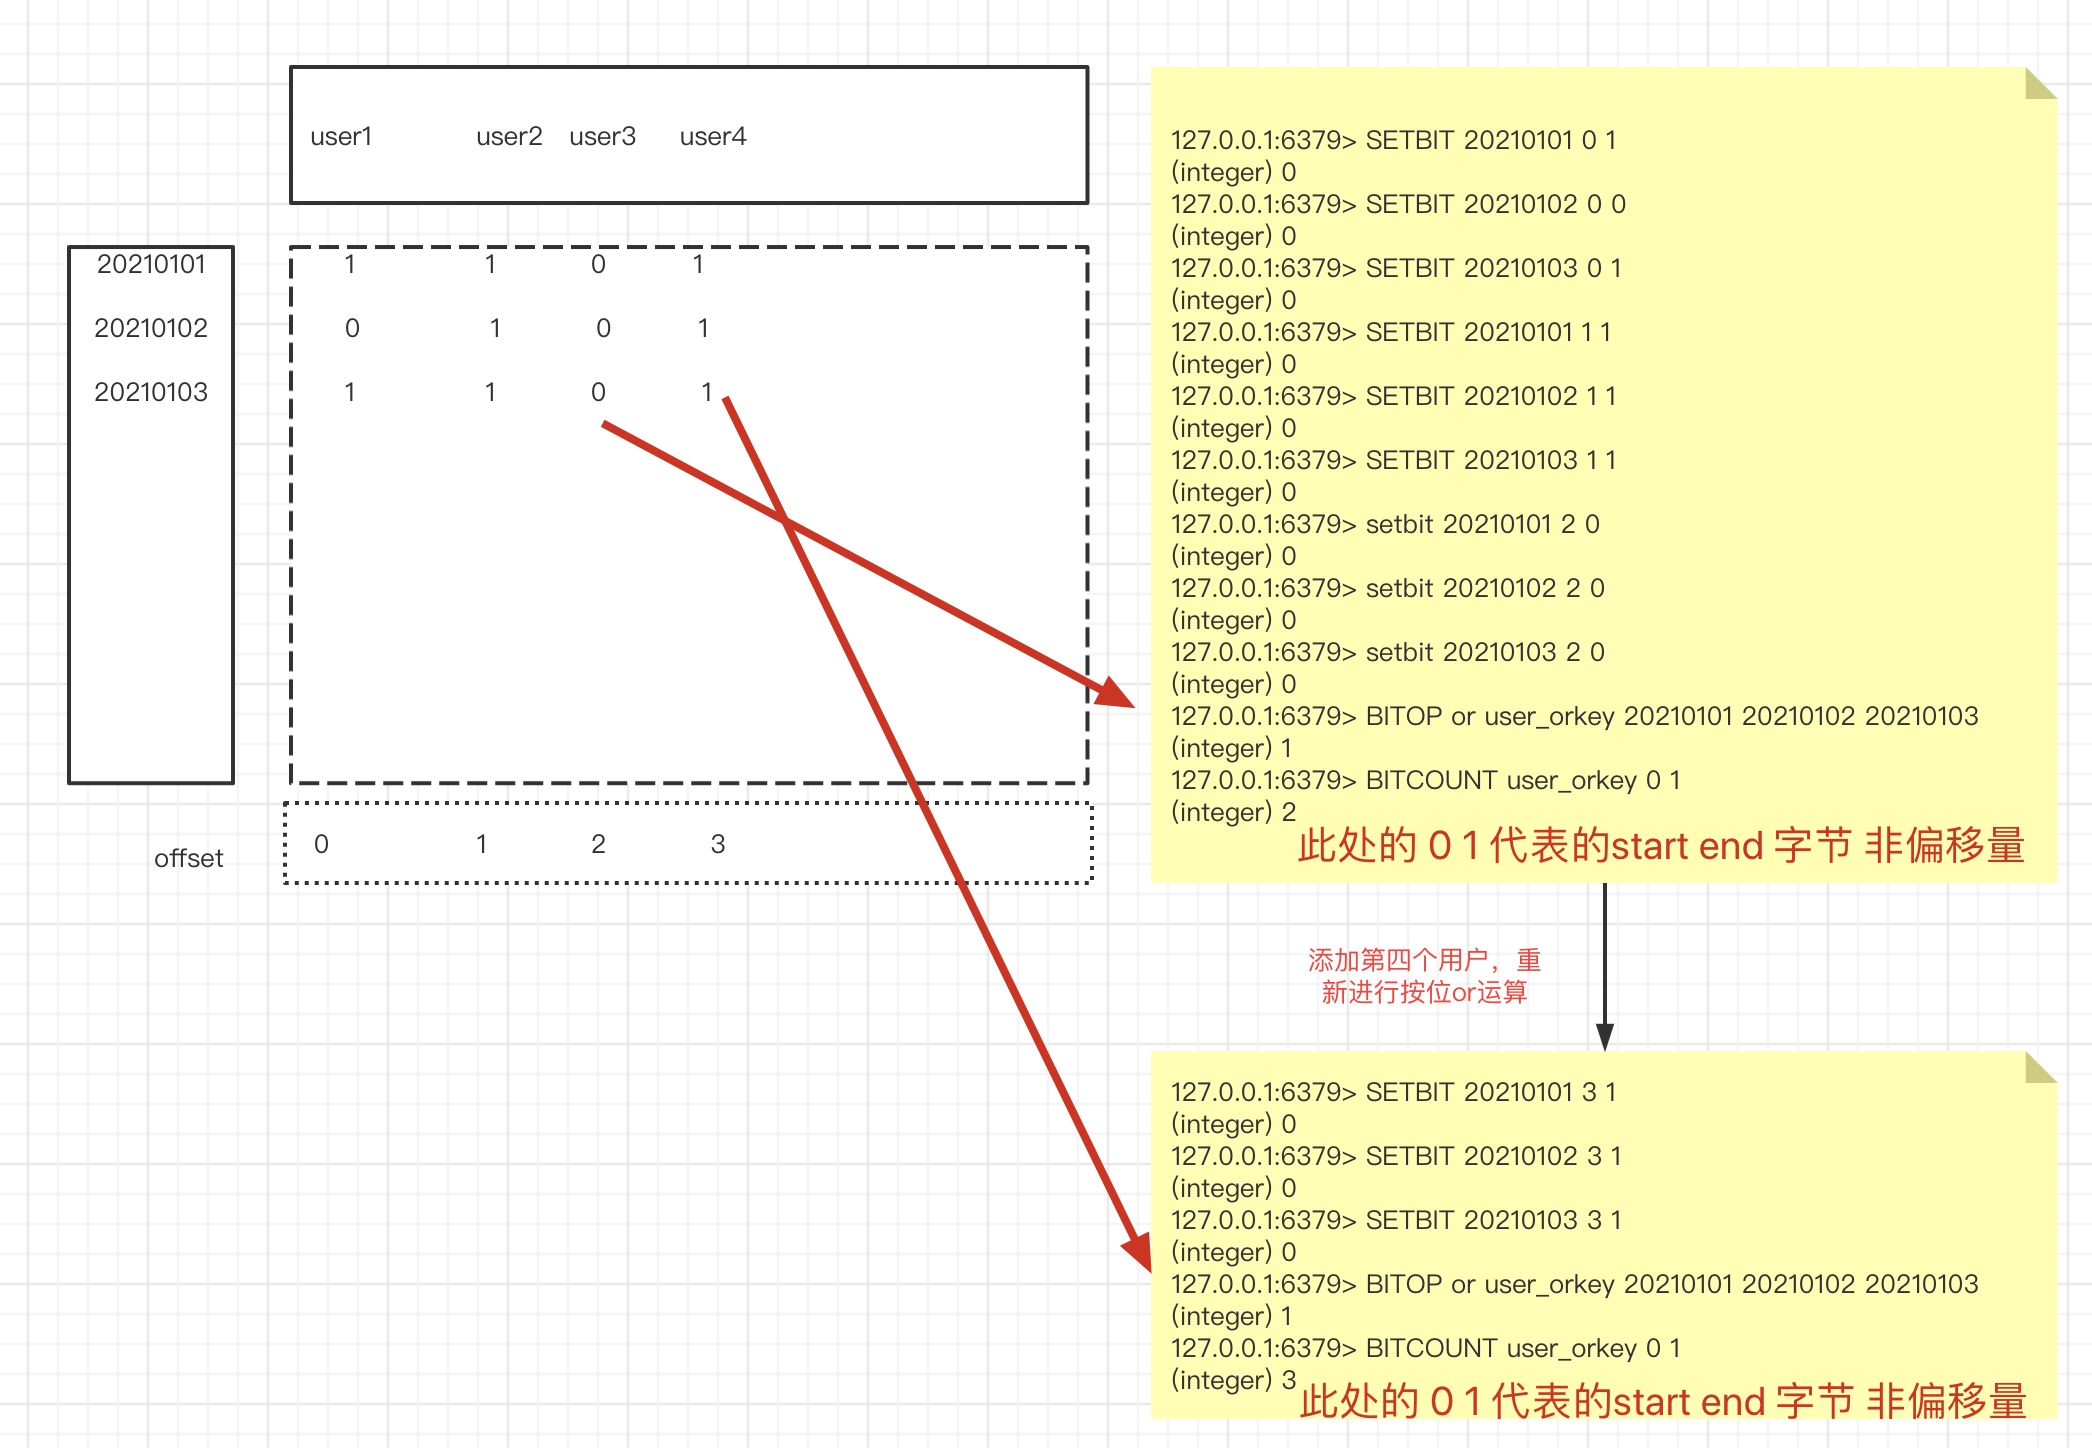 user1 user2 user3 user4
20210101 1 1 0 1
20210102 0 1 0 1
20210103 1 1 0 1
offset 0 1 2 3
127.0.0.1:6379> SETBIT 20210101 0 1
(integer) 0
127.0.0.1:6379> SETBIT 20210102 0 0
(integer) 0
127.0.0.1:6379> SETBIT 20210103 0 1
(integer) 0
127.0.0.1:6379> SETBIT 20210101 1 1
(integer) 0
127.0.0.1:6379> SETBIT 20210102 1 1
(integer) 0
127.0.0.1:6379> SETBIT 20210103 1 1
(integer) 0
127.0.0.1:6379> setbit 20210101 2 0
(integer) 0
127.0.0.1:6379> setbit 20210102 2 0
(integer) 0
127.0.0.1:6379> setbit 20210103 2 0
(integer) 0
127.0.0.1:6379> BITOP or user_orkey 20210101 20210102 20210103
(integer) 1
127.0.0.1:6379> BITCOUNT user_orkey 0 1
(integer) 2
此处的 0 1 代表的start end 字节 非偏移量
添加第四个用户，重
新进行按位or运算
127.0.0.1:6379> SETBIT 20210101 3 1
(integer) 0
127.0.0.1:6379> SETBIT 20210102 3 1
(integer) 0
127.0.0.1:6379> SETBIT 20210103 3 1
(integer) 0
127.0.0.1:6379> BITOP or user_orkey 20210101 20210102 20210103
(integer) 1
127.0.0.1:6379> BITCOUNT user_orkey 0 1
(integer) 3
此处的 0 1 代表的start end 字节 非偏移量